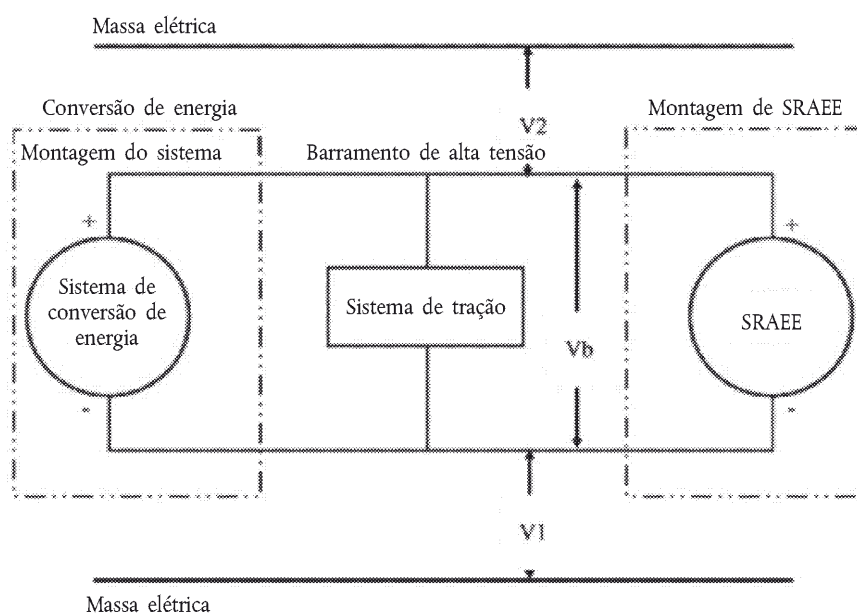 Massa elétrica
V2
Conversão de energia
Montagem de SRAEE
Montagem do sistema
Barramento de alta tensão
+
+
Sistema de
conversão de
energia
Sistema de tração
Vb
SRAEE
-
-
V1
Massa elétrica